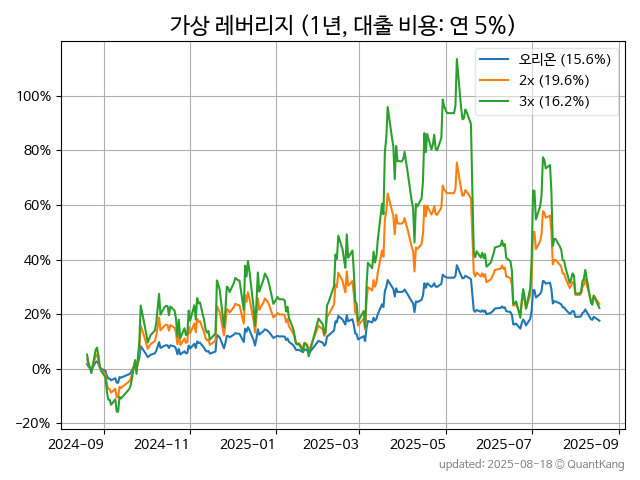 가상 레버리지 (1년, 대출 비용: 연 5%)
오리온 (15.6%)
2x (19.6%)
3x (16.2%)
100%
80%
60%
40%
20%
0%
−20%
2024-09
2024-11
2025-01
2025-03
2025-05
2025-07
2025-09
updated: 2025-08-18 © QuantKang